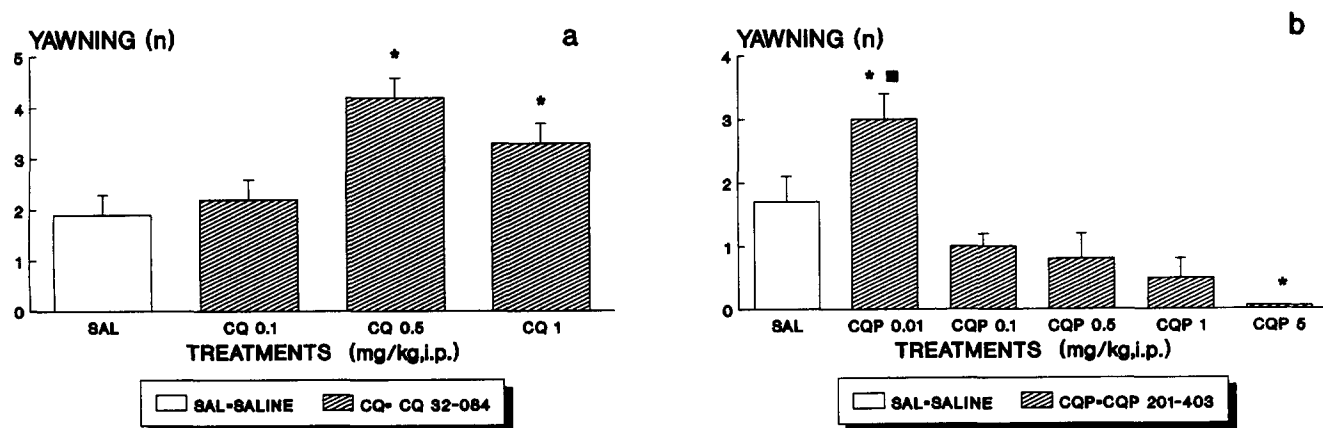 YAWNING (n)
a
5
4
3
2
1
0
*
*
SAL
CQ 0.1
CQ 0.5
CQ 1
TREATMENTS (mg/kg,i.p.)
SAL=SALINE
CQ= CQ 32-084
YAWNING (n)
b
4
3
2
1
0
* ■
*
SAL
CQP 0.01
CQP 0.1
CQP 0.5
CQP 1
CQP 5
TREATMENTS (mg/kg,i.p.)
SAL=SALINE
CQP=CQP 201-403